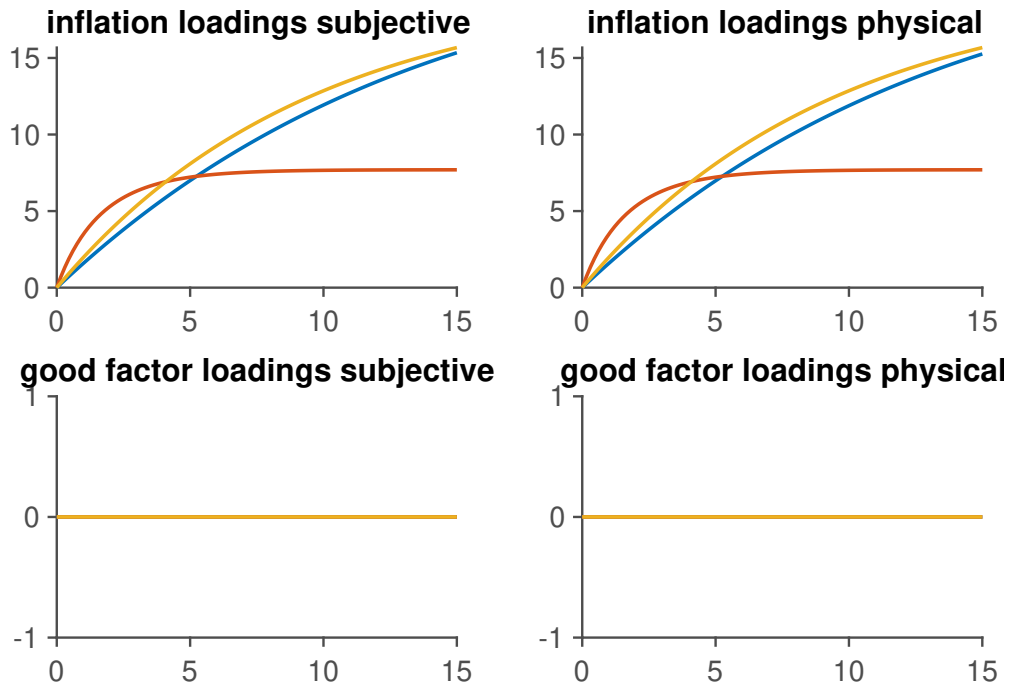 inflation loadings subjective
15
10
5
0
0 5 10 15
inflation loadings physical
15
10
5
0
0 5 10 15
good factor loadings subjective
1
0
-1
0 5 10 15
good factor loadings physical
1
0
-1
0 5 10 15